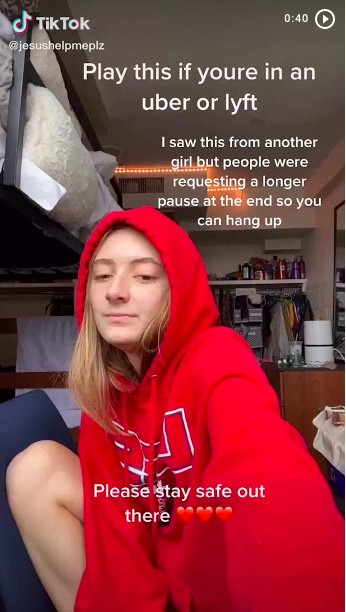 TikTok
0:40
@jesushelpmeplz
Play this if youre in an
uber or lyft
I saw this from another
girl but people were
requesting a longer
pause at the end so you
can hang up
Please stay safe out
there ❤️❤️❤️